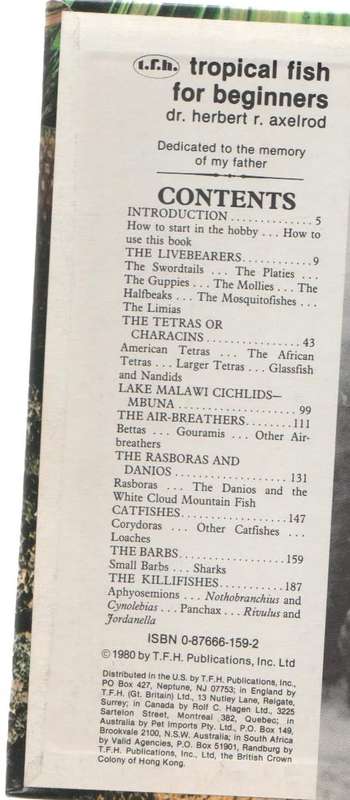 t.f.h. tropical fish
for beginners
dr. herbert r. axelrod
Dedicated to the memory
of my father
CONTENTS
INTRODUCTION . . . . . . . . . . . . . 5
How to start in the hobby . . . How to
use this book
THE LIVEBEARERS . . . . . . . . . . . 9
The Swordtails . . . The Platies . . .
The Guppies . . . The Mollies . . . The
Halfbeaks . . . The Mosquitofishes . . .
The Limias
THE TETRAS OR
CHARACINS . . . . . . . . . . . . . . 43
American Tetras . . . The African
Tetras . . . Larger Tetras . . . Glassfish
and Nandids
LAKE MALAWI CICHLIDS—
MBUNA . . . . . . . . . . . . . . . . . . . 99
THE AIR-BREATHERS . . . . . . . . 111
Bettas . . . Gouramis . . . Other Air-
breathers
THE RASBORAS AND
DANIOS . . . . . . . . . . . . . . . . . 131
Rasboras . . . The Danios and the
White Cloud Mountain Fish
CATFISHES . . . . . . . . . . . . . . . . 147
Corydoras . . . Other Catfishes . . .
Loaches
THE BARBS . . . . . . . . . . . . . . . . 159
Small Barbs . . . Sharks
THE KILLIFISHES . . . . . . . . . . . 187
Aphyosemions . . . Nothobranchius and
Cynolebias . . . Panchax . . . Rivulus and
Jordanella
ISBN 0-87666-159-2
©1980 by T.F.H. Publications, Inc. Ltd
Distributed in the U.S. by T.F.H. Publications, Inc.,
PO Box 427, Neptune, NJ 07753; in England by
T.F.H. (Gt. Britain) Ltd., 13 Nutley Lane, Reigate,
Surrey; in Canada by Rolf C. Hagen Ltd., 3225
Sartelon Street, Montreal 382, Quebec; in
Australia by Pet Imports Pty. Ltd., P.O. Box 149,
Brookvale 2100, N.S.W. Australia; in South Africa
by Valid Agencies, P.O. Box 51901, Randburg by
T.F.H. Publications, Inc. Ltd., the British Crown
Colony of Hong Kong.